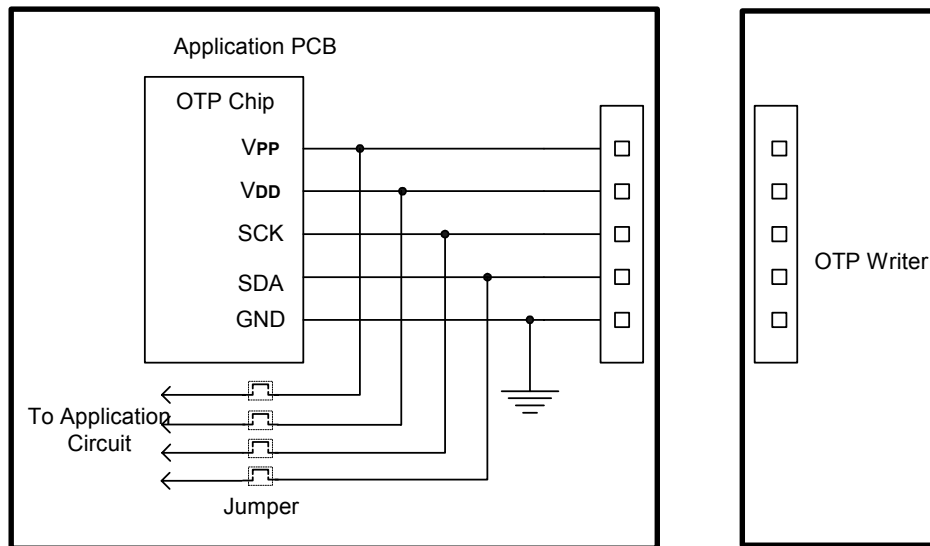 Application PCB
OTP Chip
VPP
VDD
SCK
SDA
GND
To Application
Circuit
Jumper
OTP Writer